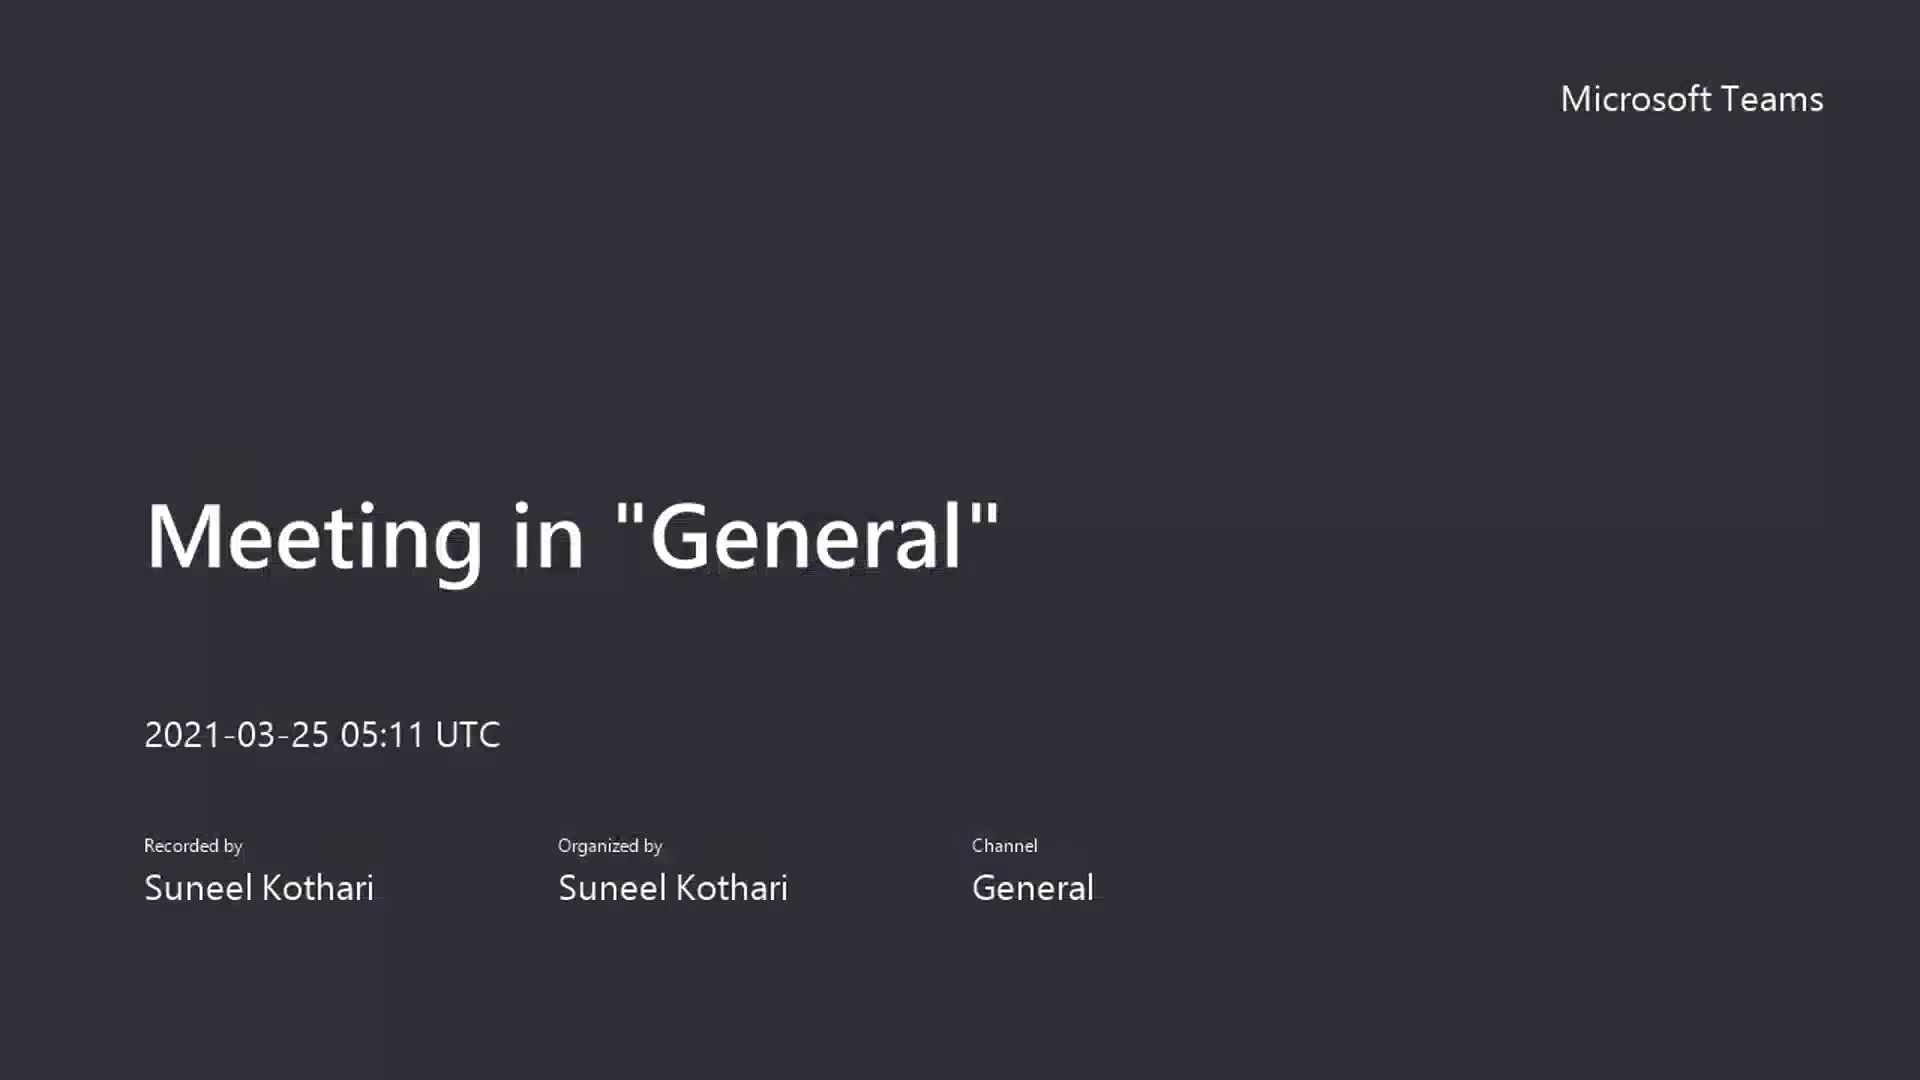 Microsoft Teams
Meeting in "General"
2021-03-25 05:11 UTC
Recorded by
Suneel Kothari
Organized by
Suneel Kothari
Channel
General